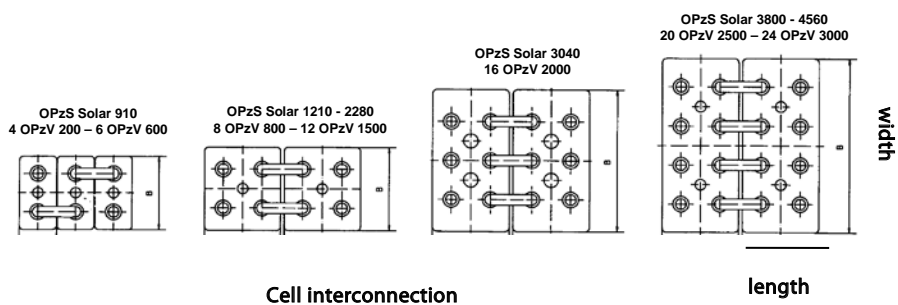 OPzS Solar 910
4 OPzV 200 – 6 OPzV 600
B
OPzS Solar 1210 - 2280
8 OPzV 800 – 12 OPzV 1500
B
OPzS Solar 3040
16 OPzV 2000
B
OPzS Solar 3800 - 4560
20 OPzV 2500 – 24 OPzV 3000
B
width
length
Cell interconnection